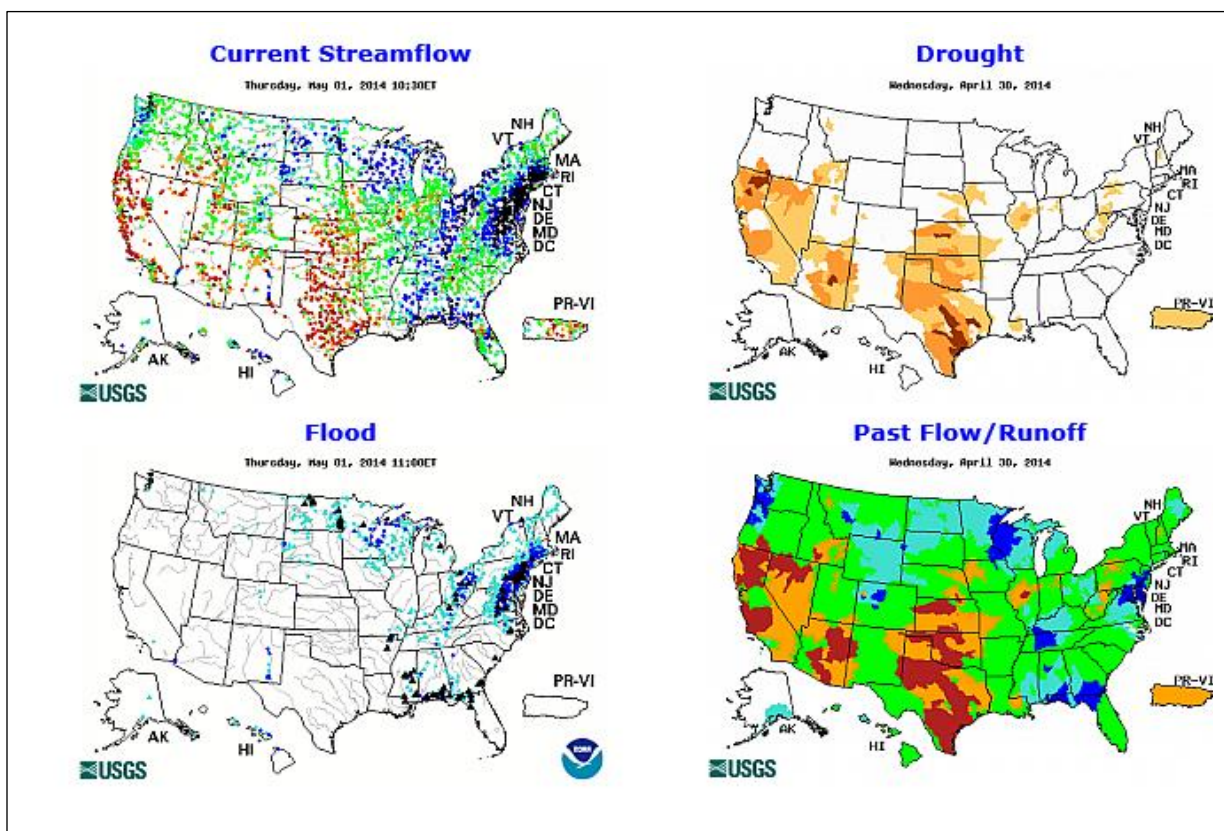 Current Streamflow
Thursday, May 01, 2014 10:30ET
NH
VT
MA
RI
CT
NJ
DE
MD
DC
PR-VI
AK
HI
USGS
Drought
Wednesday, April 30, 2014
NH
VT
MA
RI
CT
NJ
DE
MD
DC
PR-VI
AK
HI
USGS
Flood
Thursday, May 01, 2014 11:00ET
NH
VT
MA
RI
CT
NJ
DE
MD
DC
PR-VI
AK
HI
USGS
NOAA
Past Flow/Runoff
Wednesday, April 30, 2014
NH
VT
MA
RI
CT
NJ
DE
MD
DC
PR-VI
AK
HI
USGS